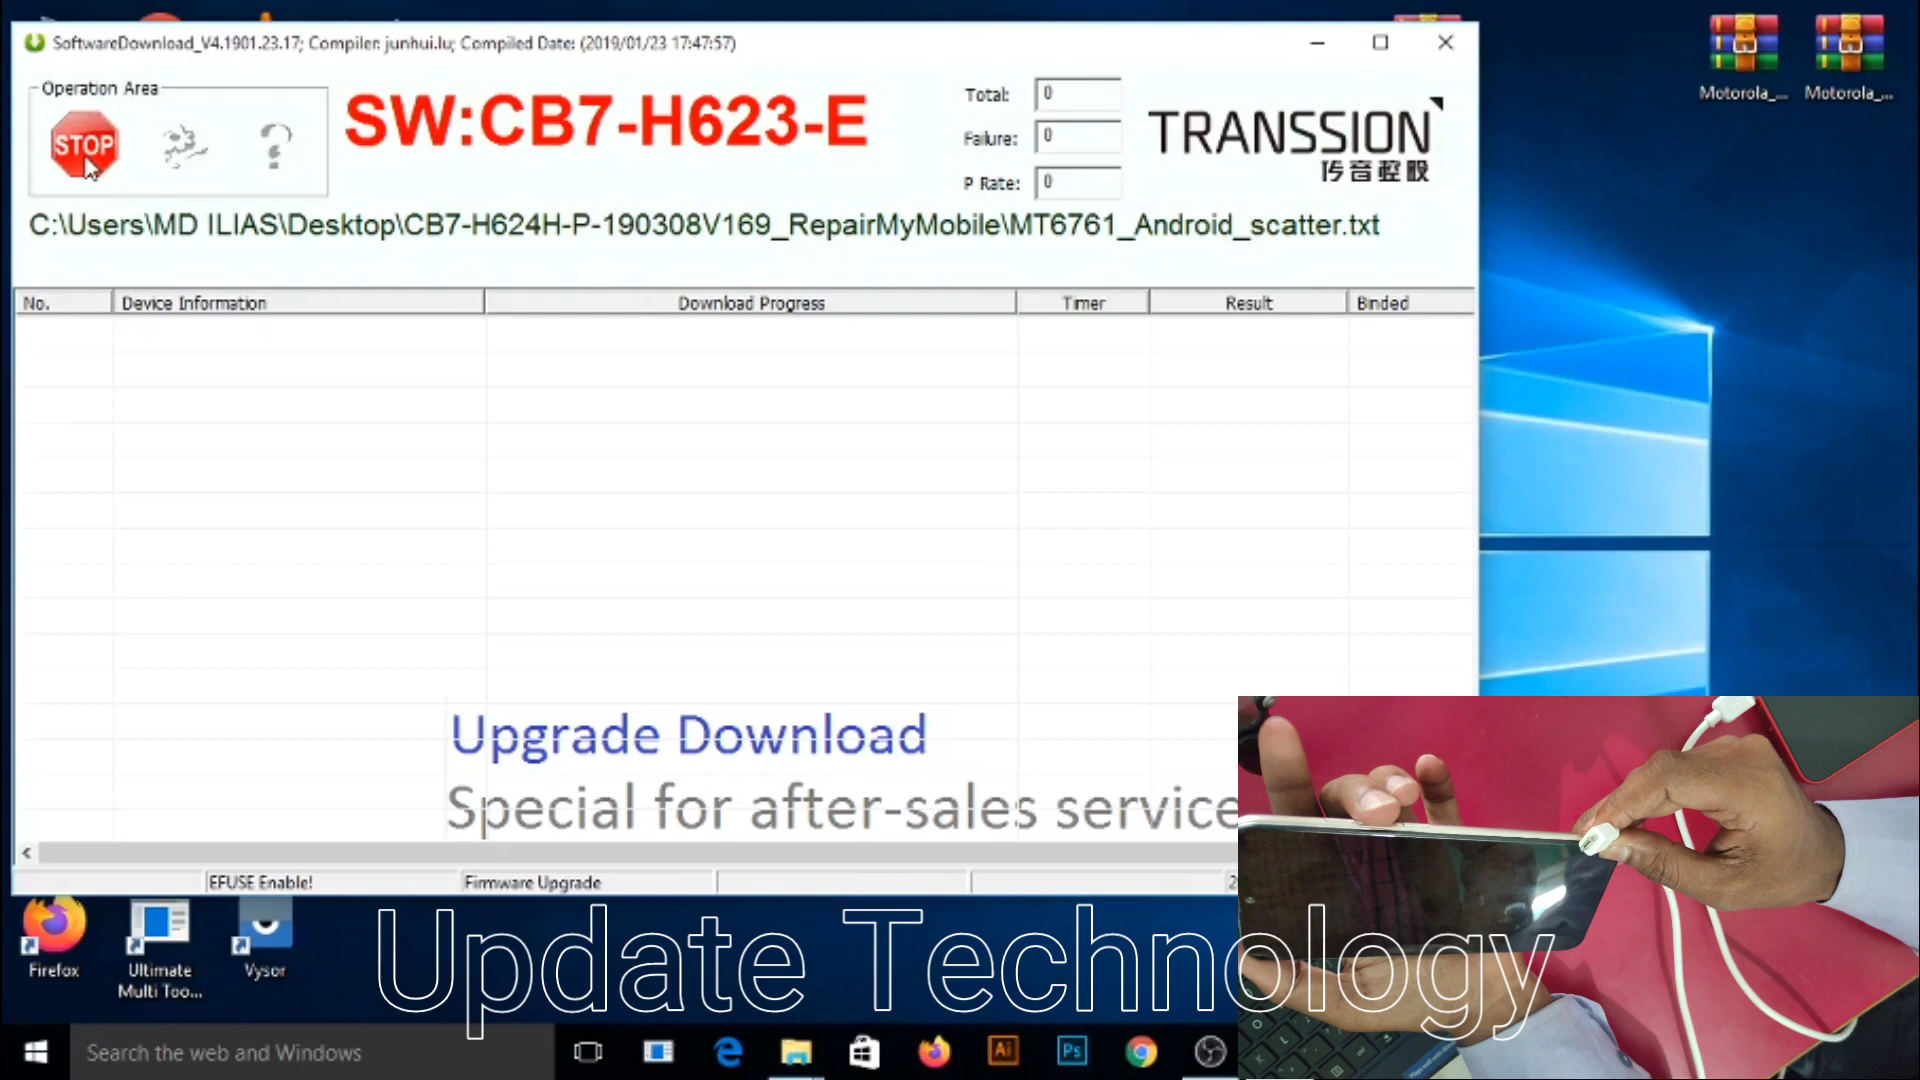 SoftwareDownload_V4.1901.23.17; Compiler: junhui.lu; Compiled Date: (2019/01/23 17:47:57)
Operation Area
STOP
SW:CB7-H623-E
Total: 0
Failure: 0
P Rate: 0
TRANSSION
传音控股
C:\Users\MD ILIAS\Desktop\CB7-H624H-P-190308V169_RepairMyMobile\MT6761_Android_scatter.txt
No. Device Information Download Progress Timer Result Binded
Upgrade Download
Special for after-sales service
EFUSE Enable! Firmware Upgrade
Motorola_... Motorola_...
Firefox
Ultimate
Multi Too...
Vysor
Update Technology
Search the web and Windows
Ai
Ps